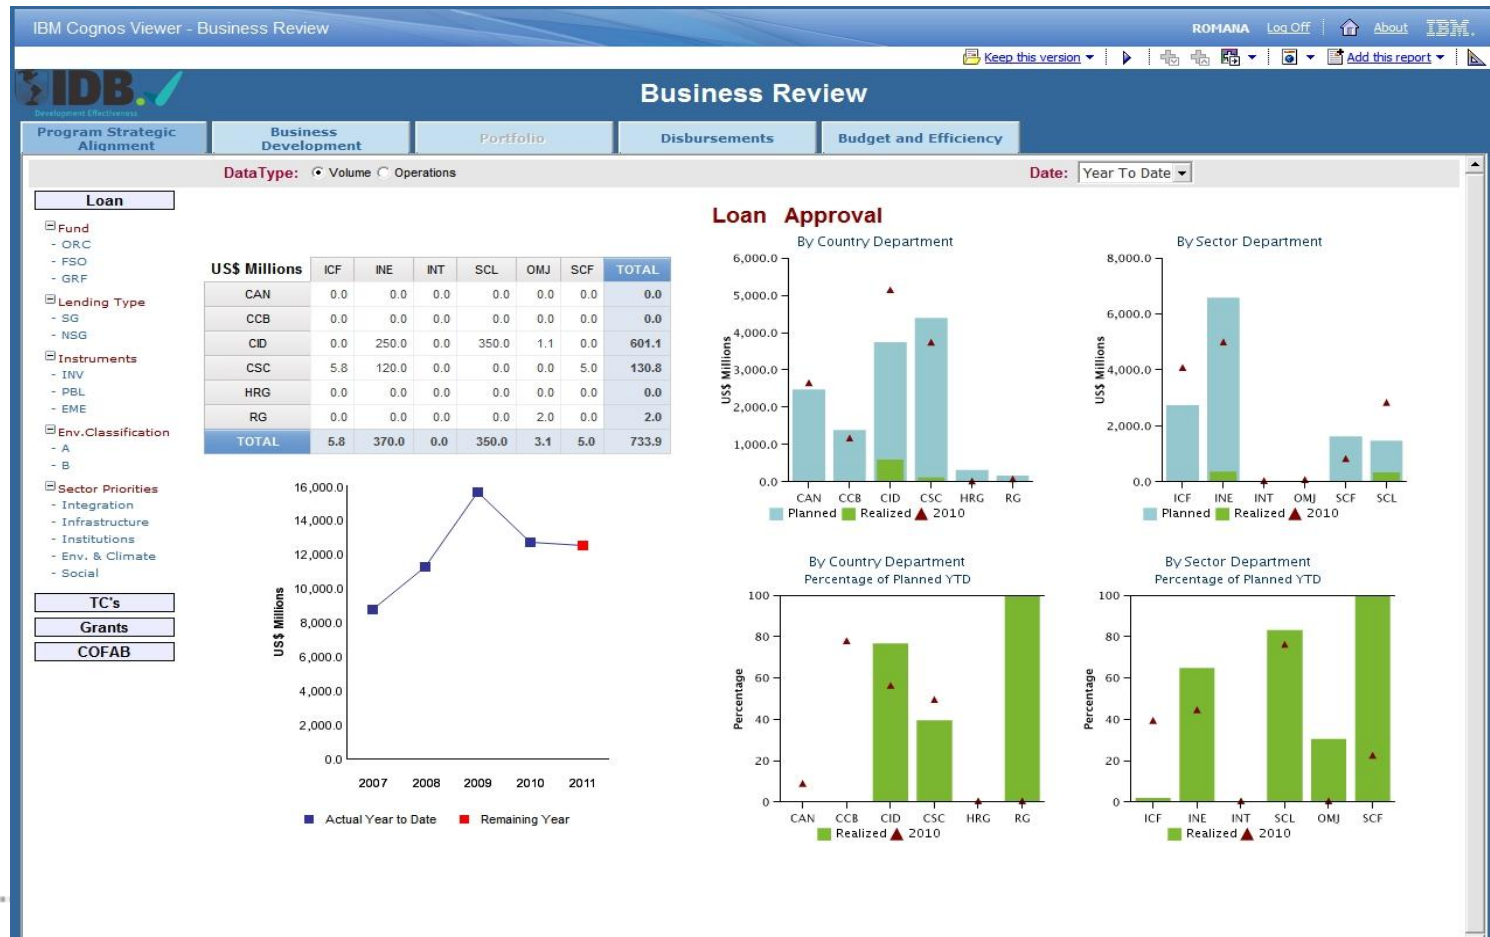 IBM Cognos Viewer - Business Review
ROMANA Log Off About IBM.
Keep this version Add this report
IDB.
Development Effectiveness
Business Review
Program Strategic
Alignment
Business
Development
Portfolio
Disbursements
Budget and Efficiency
DataType: Volume Operations
Date: Year To Date
Loan
Fund
- ORC
- FSO
- GRF
Lending Type
- SG
- NSG
Instruments
- INV
- PBL
- EME
Env.Classification
- A
- B
Sector Priorities
- Integration
- Infrastructure
- Institutions
- Env. & Climate
- Social
TC's
Grants
COFAB
Loan Approval
US$ Millions ICF INE INT SCL OMJ SCF TOTAL
CAN 0.0 0.0 0.0 0.0 0.0 0.0 0.0
CCB 0.0 0.0 0.0 0.0 0.0 0.0 0.0
CID 0.0 250.0 0.0 350.0 1.1 0.0 601.1
CSC 5.8 120.0 0.0 0.0 0.0 5.0 130.8
HRG 0.0 0.0 0.0 0.0 0.0 0.0 0.0
RG 0.0 0.0 0.0 0.0 2.0 0.0 2.0
TOTAL 5.8 370.0 0.0 350.0 3.1 5.0 733.9
16,000.0
14,000.0
12,000.0
10,000.0
8,000.0
6,000.0
4,000.0
2,000.0
0.0
US$ Millions
2007 2008 2009 2010 2011
Actual Year to Date Remaining Year
By Country Department
6,000.0
5,000.0
4,000.0
3,000.0
2,000.0
1,000.0
0.0
US$ Millions
CAN CCB CID CSC HRG RG
Planned Realized 2010
By Sector Department
8,000.0
6,000.0
4,000.0
2,000.0
0.0
US$ Millions
ICF INE INT OMJ SCF SCL
Planned Realized 2010
By Country Department
Percentage of Planned YTD
100
80
60
40
20
0
Percentage
CAN CCB CID CSC HRG RG
Realized 2010
By Sector Department
Percentage of Planned YTD
100
80
60
40
20
0
Percentage
ICF INE INT SCL OMJ SCF
Realized 2010